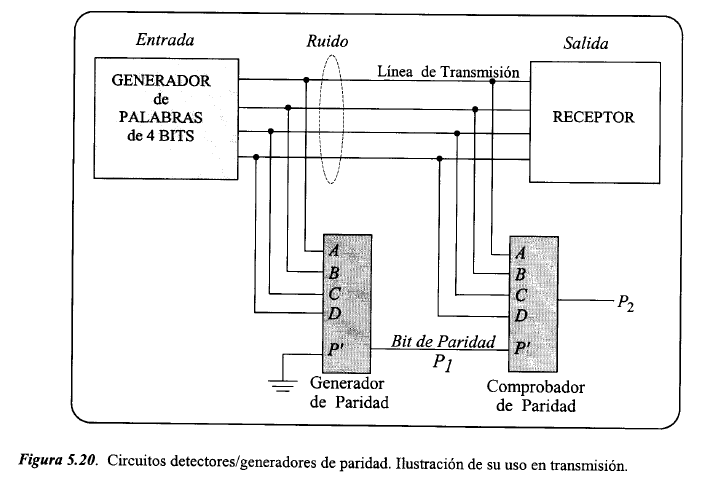 Entrada
Ruido
Salida
GENERADOR
de
PALABRAS
de 4 BITS
Línea de Transmisión
RECEPTOR
A
B
C
D
P'
A
B
C
D
P'
P2
Bit de Paridad
P1
Generador
de Paridad
Comprobador
de Paridad
Figura 5.20. Circuitos detectores/generadores de paridad. Ilustración de su uso en transmisión.